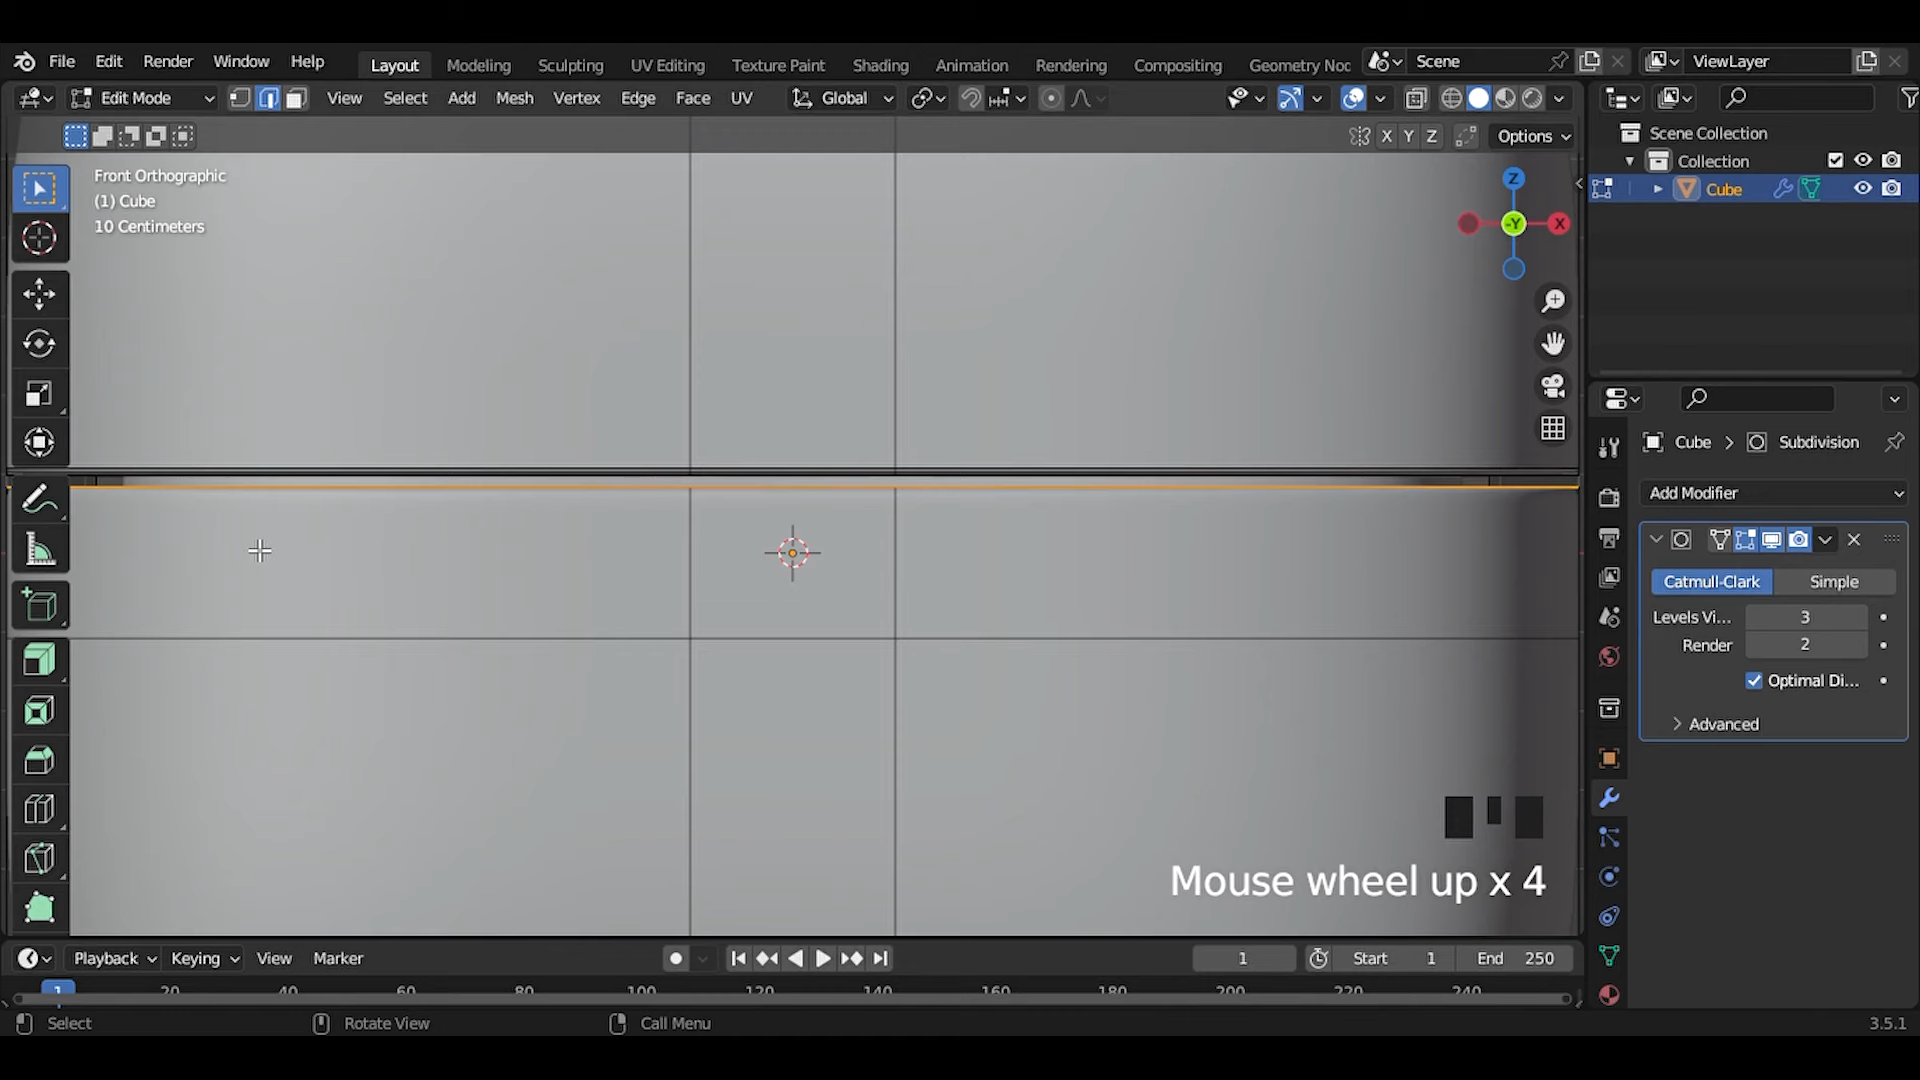 File Edit Render Window Help Layout Modeling Sculpting UV Editing Texture Paint Shading Animation Rendering Compositing Geometry Noc Scene ViewLayer
Edit Mode View Select Add Mesh Vertex Edge Face UV Global
X Y Z Options
Front Orthographic
(1) Cube
10 Centimeters
Z
-Y
X
Scene Collection
Collection
Cube
Cube > Subdivision
Add Modifier
Catmull-Clark Simple
Levels Vi... 3
Render 2
Optimal Di...
Advanced
Mouse wheel up x 4
Playback Keying View Marker 1 Start 1 End 250
1 20 40 60 80 100 120 140 160 180 200 220 240
Select Rotate View Call Menu 3.5.1